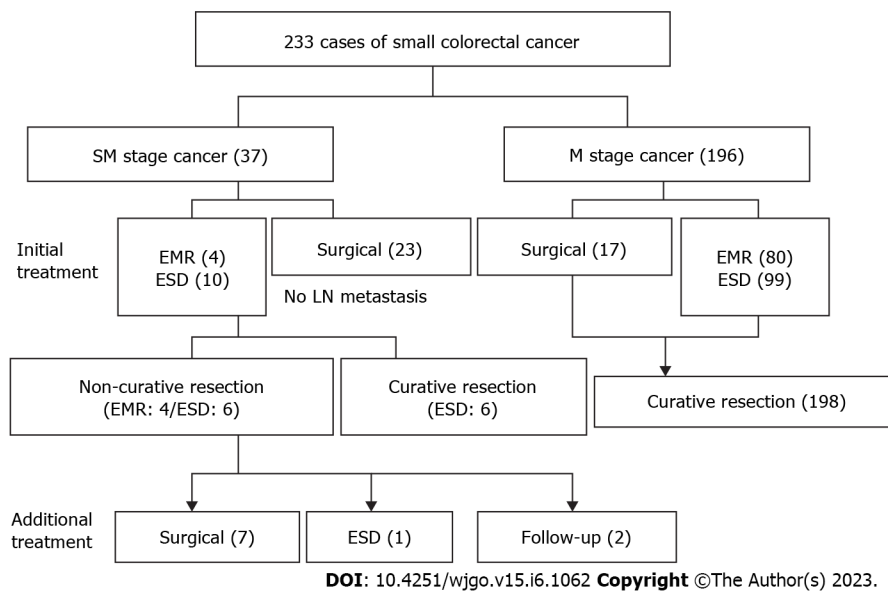 233 cases of small colorectal cancer
SM stage cancer (37)
M stage cancer (196)
Initial
treatment
EMR (4)
ESD (10)
Surgical (23)
No LN metastasis
Surgical (17)
EMR (80)
ESD (99)
Non-curative resection
(EMR: 4/ESD: 6)
Curative resection
(ESD: 6)
Curative resection (198)
Additional
treatment
Surgical (7)
ESD (1)
Follow-up (2)
DOI: 10.4251/wjgo.v15.i6.1062 Copyright ©The Author(s) 2023.